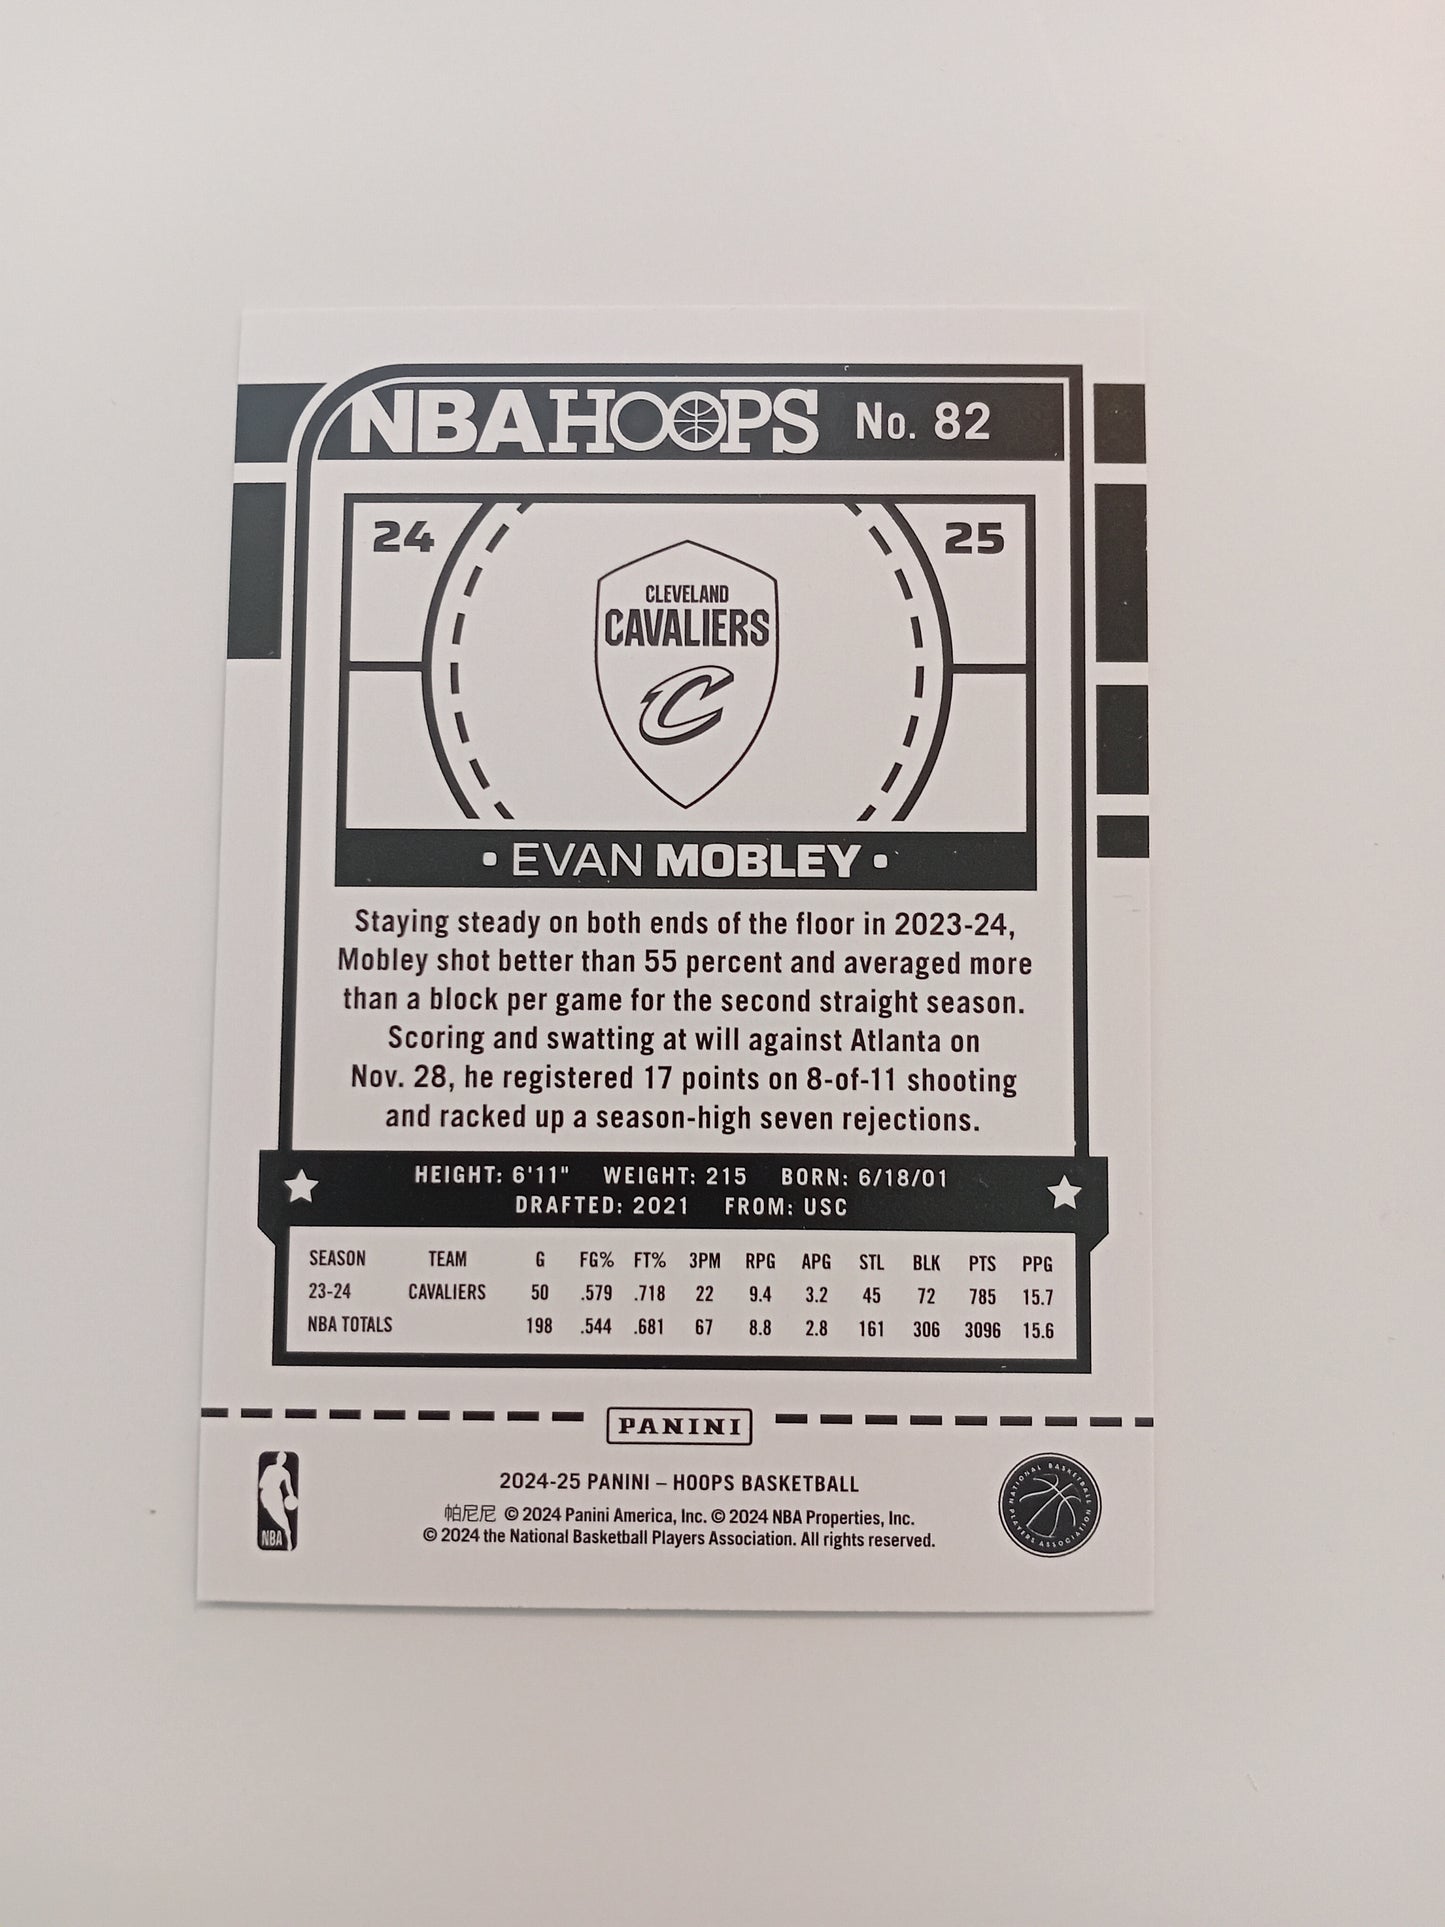 NBA HOOPS No. 82
24 25
CLEVELAND
CAVALIERS
C
• EVAN MOBLEY •
Staying steady on both ends of the floor in 2023-24,
Mobley shot better than 55 percent and averaged more
than a block per game for the second straight season.
Scoring and swatting at will against Atlanta on
Nov. 28, he registered 17 points on 8-of-11 shooting
and racked up a season-high seven rejections.
HEIGHT: 6'11" WEIGHT: 215 BORN: 6/18/01
DRAFTED: 2021 FROM: USC
SEASON TEAM G FG% FT% 3PM RPG APG STL BLK PTS PPG
23-24 CAVALIERS 50 .579 .718 22 9.4 3.2 45 72 785 15.7
NBA TOTALS 198 .544 .681 67 8.8 2.8 161 306 3096 15.6
PANINI
2024-25 PANINI – HOOPS BASKETBALL
帕尼尼 © 2024 Panini America, Inc. © 2024 NBA Properties, Inc.
© 2024 the National Basketball Players Association. All rights reserved.
NBA
NATIONAL BASKETBALL
PLAYERS ASSOCIATION